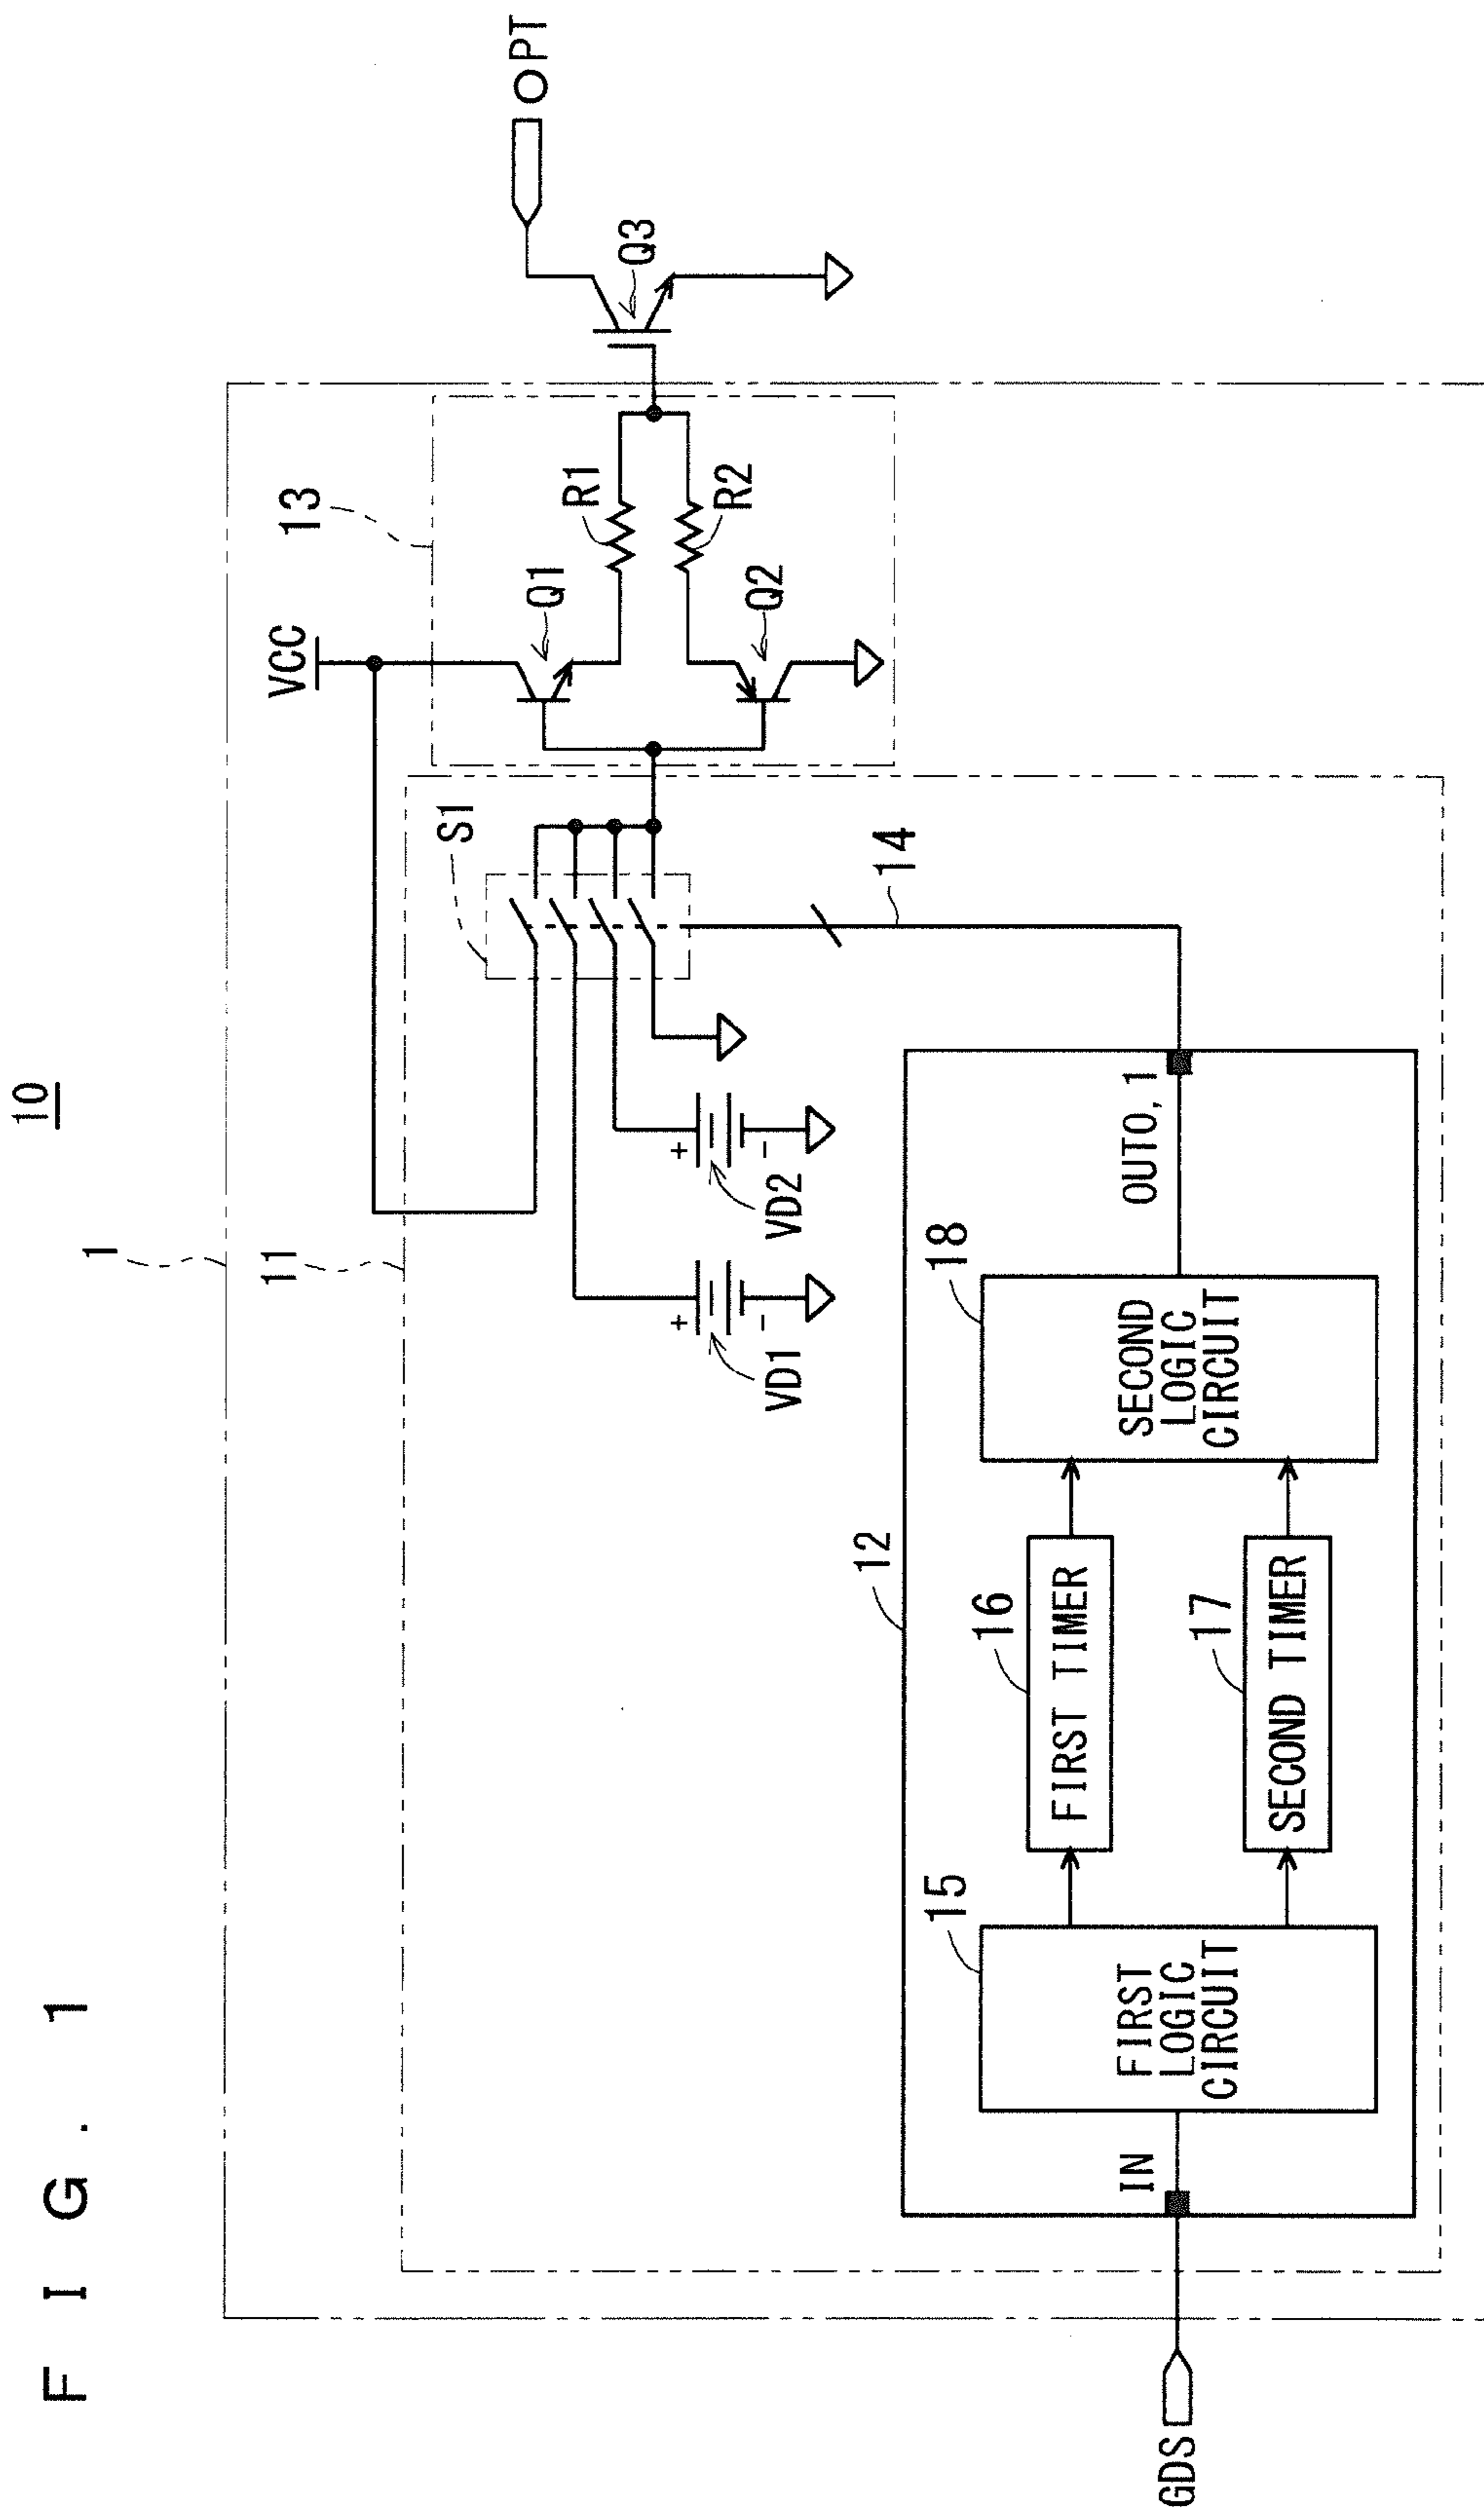 FIG. 1
10
1
11
VCC
13
S1
Q1
R1
R2
Q2
Q3
OPT
VD1
VD2
14
12
15
16
17
18
IN
FIRST
LOGIC
CIRCUIT
FIRST TIMER
SECOND TIMER
SECOND
LOGIC
CIRCUIT
OUT0, 1
GDS
+
−
+
−